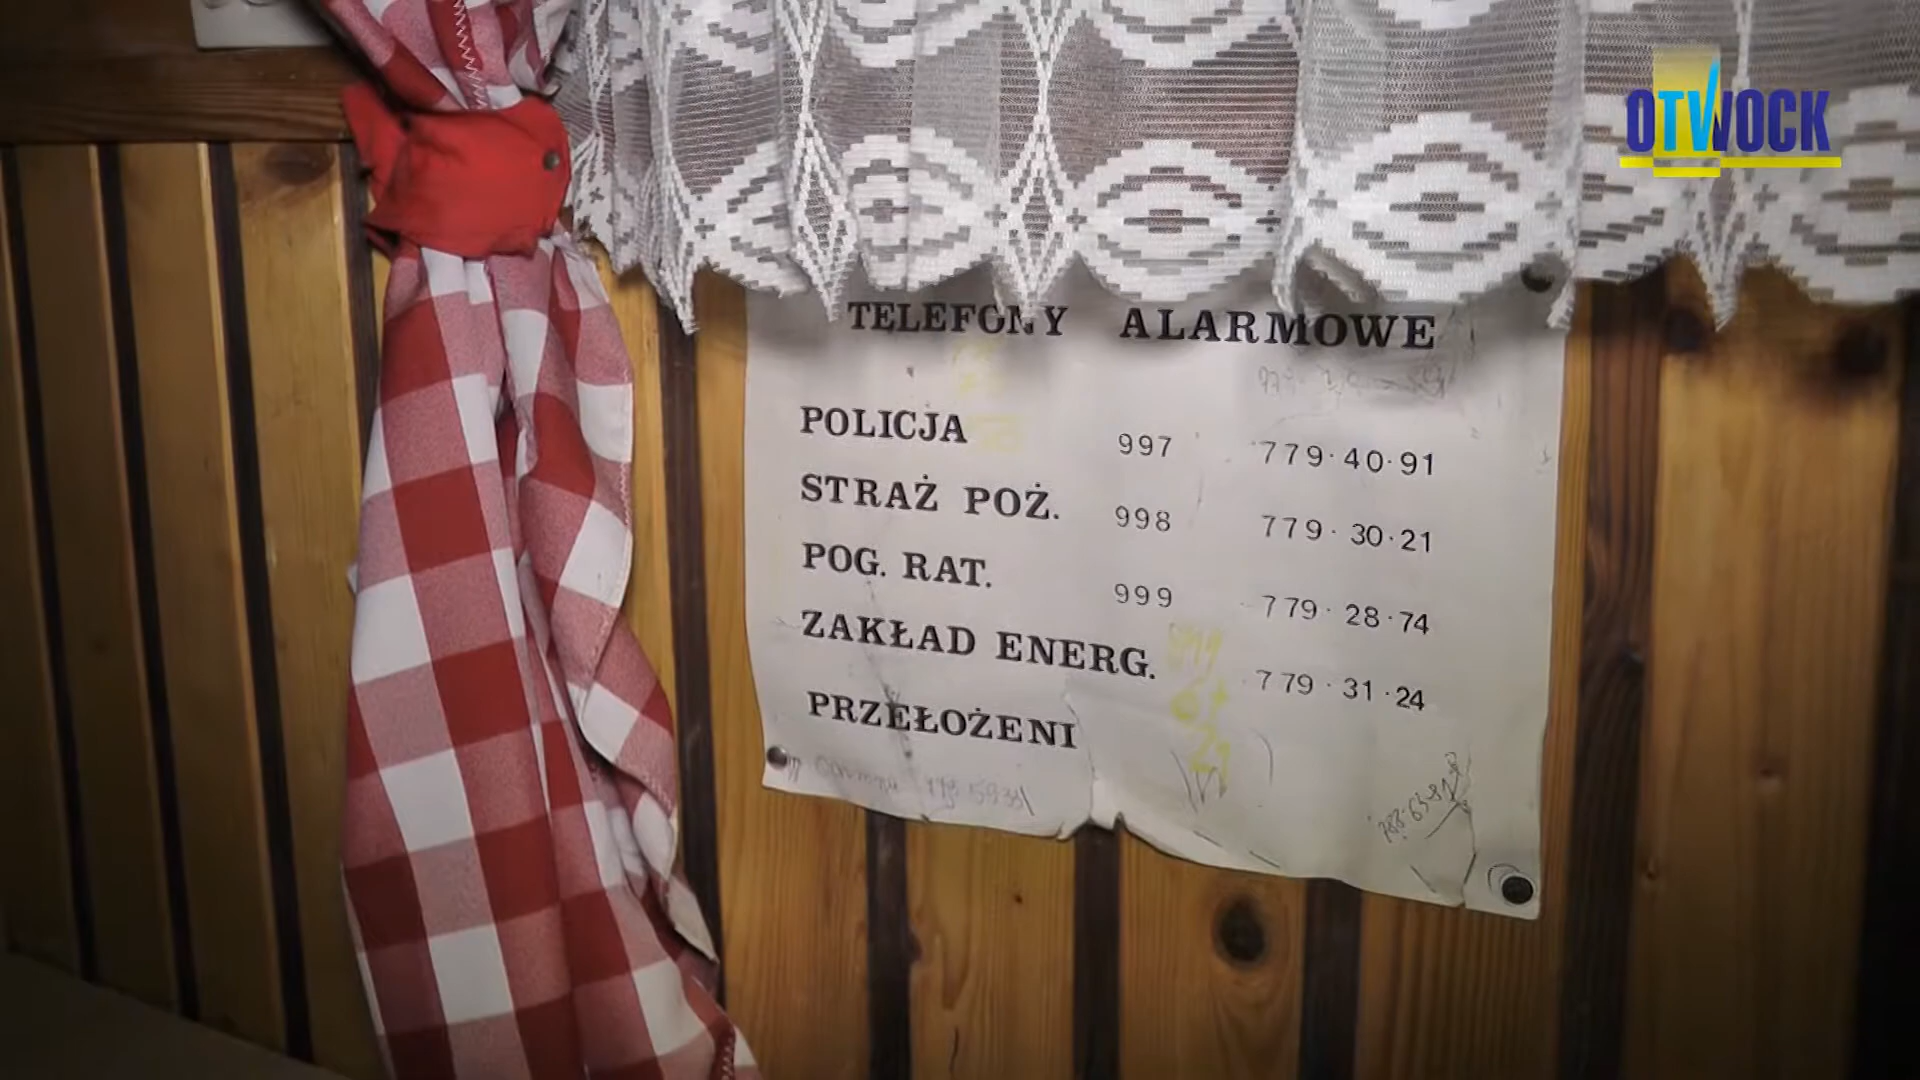 OTWOCK
TELEFONY ALARMOWE
POLICJA 997 779·40·91
STRAŻ POŻ. 998 779·30·21
POG. RAT. 999 779·28·74
ZAKŁAD ENERG. 779·31·24
PRZEŁOŻENI